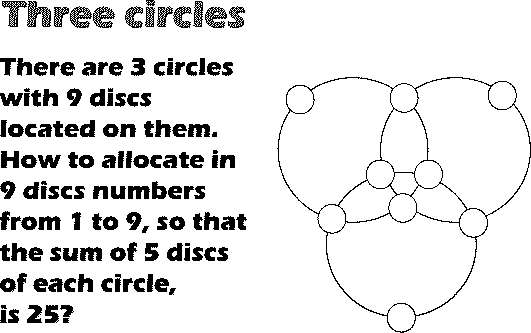 Three circles
There are 3 circles
with 9 discs
located on them.
How to allocate in
9 discs numbers
from 1 to 9, so that
the sum of 5 discs
of each circle,
is 25?